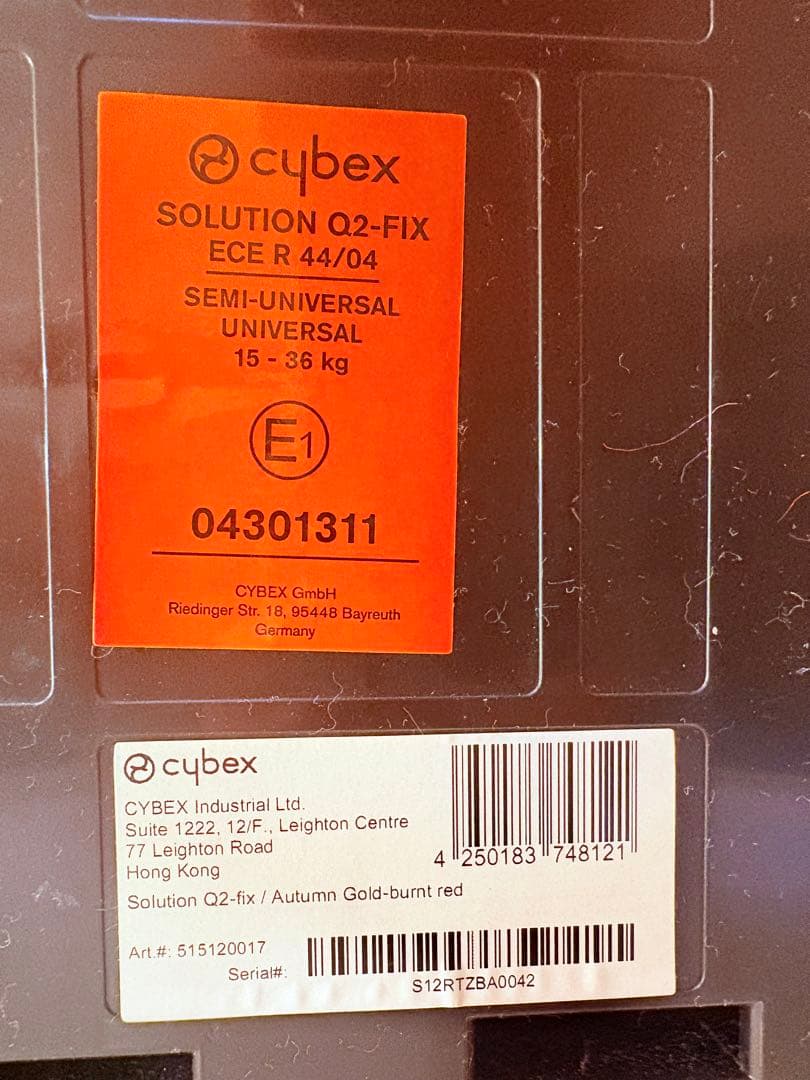 cybex
SOLUTION Q2-FIX
ECE R 44/04
SEMI-UNIVERSAL
UNIVERSAL
15 - 36 kg
E1
04301311
CYBEX GmbH
Riedinger Str. 18, 95448 Bayreuth
Germany
cybex
CYBEX Industrial Ltd.
Suite 1222, 12/F., Leighton Centre
77 Leighton Road
Hong Kong
4 250183 748121
Solution Q2-fix / Autumn Gold-burnt red
Art.#: 515120017
Serial#:
S12RTZBA0042